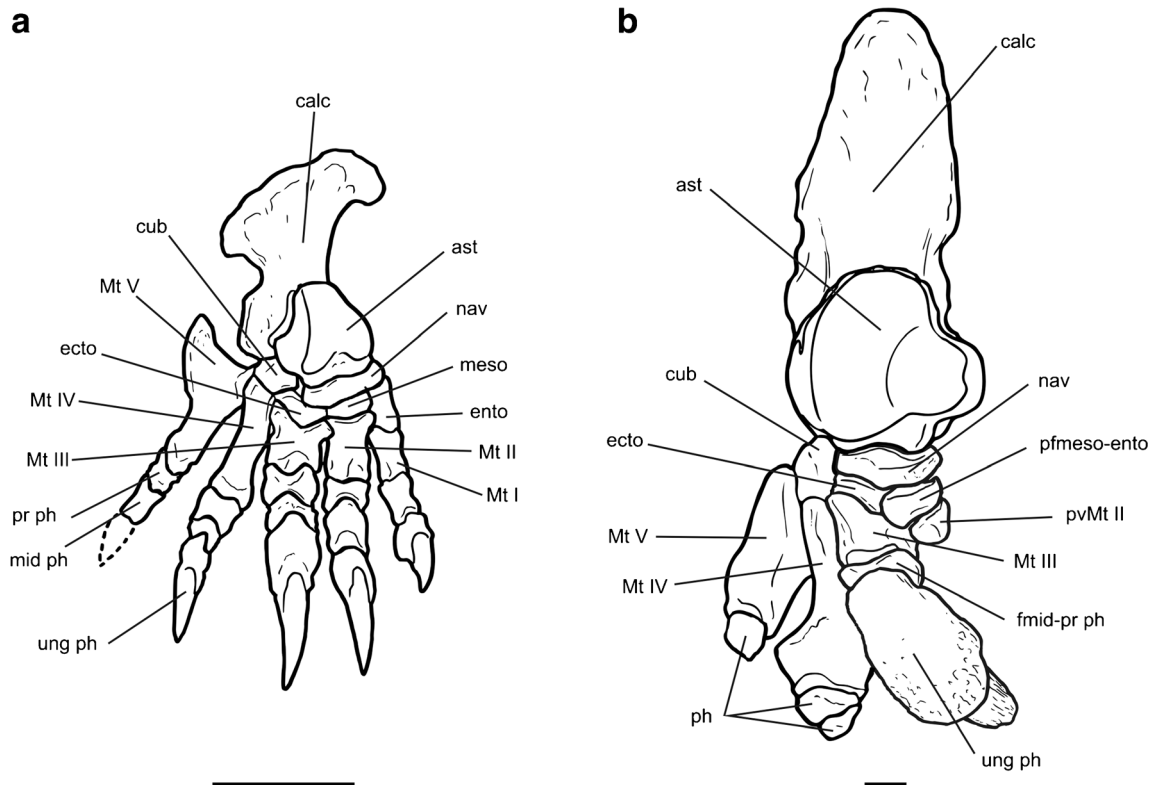 a
calc
cub
ast
Mt V
nav
ecto
meso
Mt IV
ento
Mt III
Mt II
pr ph
Mt I
mid ph
ung ph
b
calc
ast
cub
nav
ecto
pfmeso-ento
pvMt II
Mt V
Mt III
Mt IV
fmid-pr ph
ph
ung ph